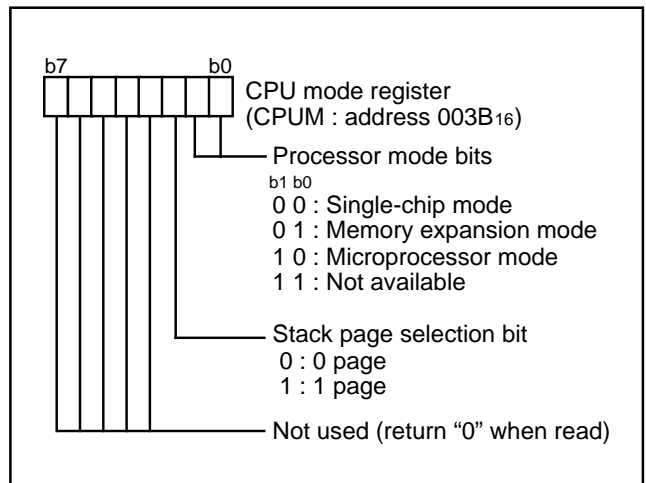 b7 b0
CPU mode register
(CPUM : address 003B16)
Processor mode bits
b1 b0
0 0 : Single-chip mode
0 1 : Memory expansion mode
1 0 : Microprocessor mode
1 1 : Not available
Stack page selection bit
0 : 0 page
1 : 1 page
Not used (return “0” when read)